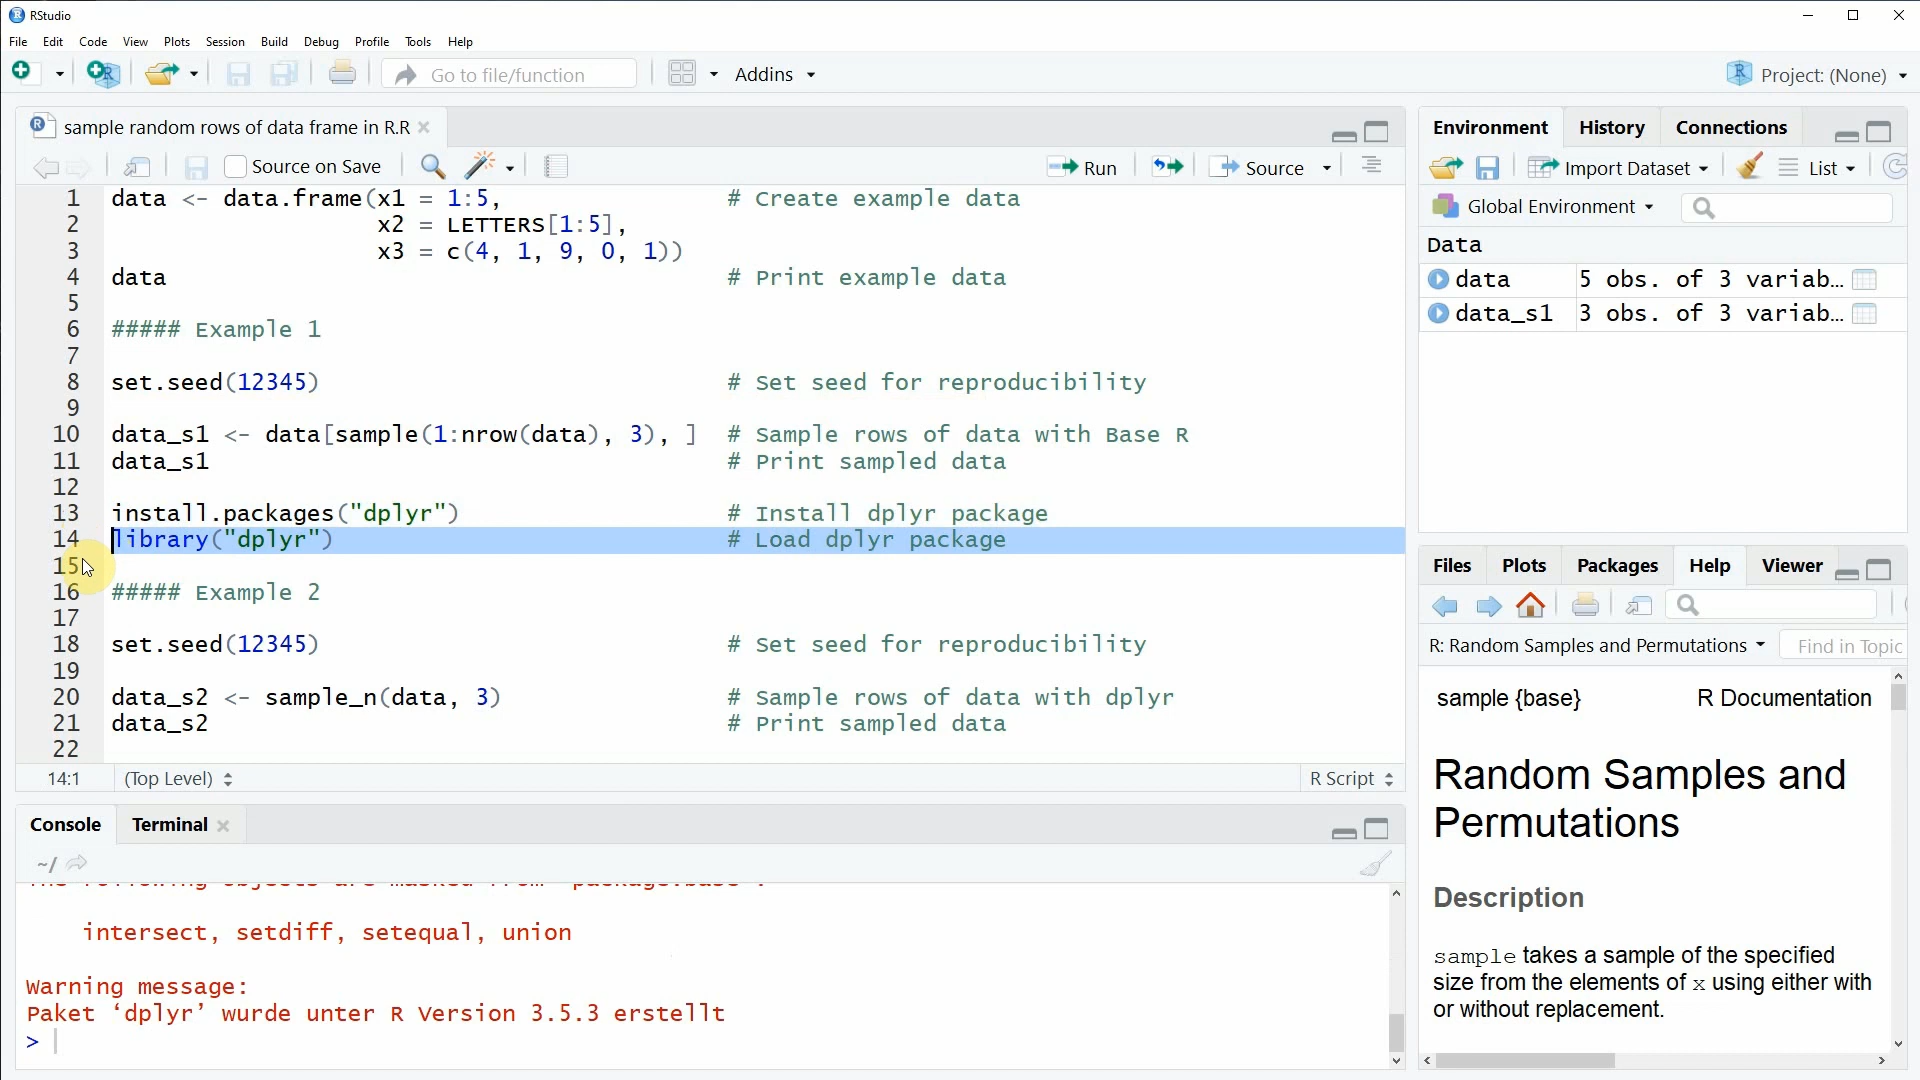 RStudio
File Edit Code View Plots Session Build Debug Profile Tools Help
Go to file/function Addins Project: (None)
sample random rows of data frame in R.R
Source on Save Run Source
1 data <- data.frame(x1 = 1:5, # Create example data
2 x2 = LETTERS[1:5],
3 x3 = c(4, 1, 9, 0, 1))
4 data # Print example data
5
6 ##### Example 1
7
8 set.seed(12345) # Set seed for reproducibility
9
10 data_s1 <- data[sample(1:nrow(data), 3), ] # Sample rows of data with Base R
11 data_s1 # Print sampled data
12
13 install.packages("dplyr") # Install dplyr package
14 library("dplyr") # Load dplyr package
15
16 ##### Example 2
17
18 set.seed(12345) # Set seed for reproducibility
19
20 data_s2 <- sample_n(data, 3) # Sample rows of data with dplyr
21 data_s2 # Print sampled data
22
14:1 (Top Level) R Script
Console Terminal
~/
intersect, setdiff, setequal, union
Warning message:
Paket ‘dplyr’ wurde unter R Version 3.5.3 erstellt
>
Environment History Connections
Import Dataset List
Global Environment
Data
data 5 obs. of 3 variab...
data_s1 3 obs. of 3 variab...
Files Plots Packages Help Viewer
R: Random Samples and Permutations Find in Topic
sample {base} R Documentation
Random Samples and
Permutations
Description
sample takes a sample of the specified
size from the elements of x using either with
or without replacement.